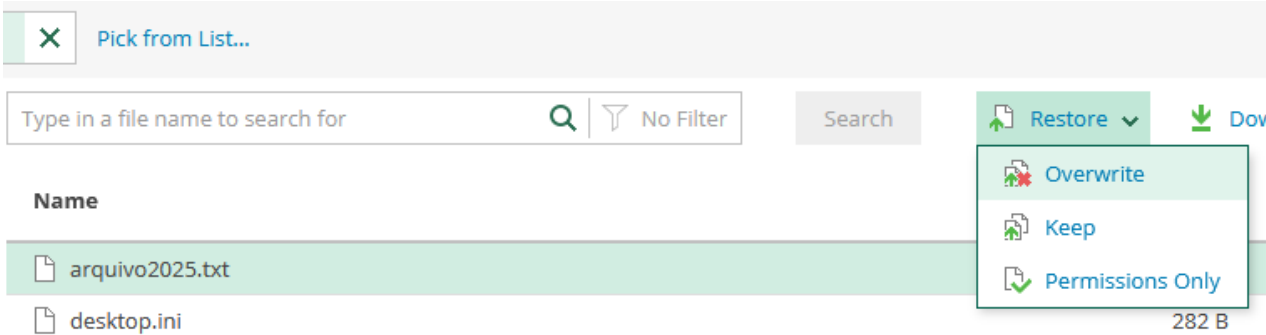 Pick from List...
Type in a file name to search for No Filter Search Restore
Overwrite
Name
Keep
arquivo2025.txt
Permissions Only
desktop.ini 282 B